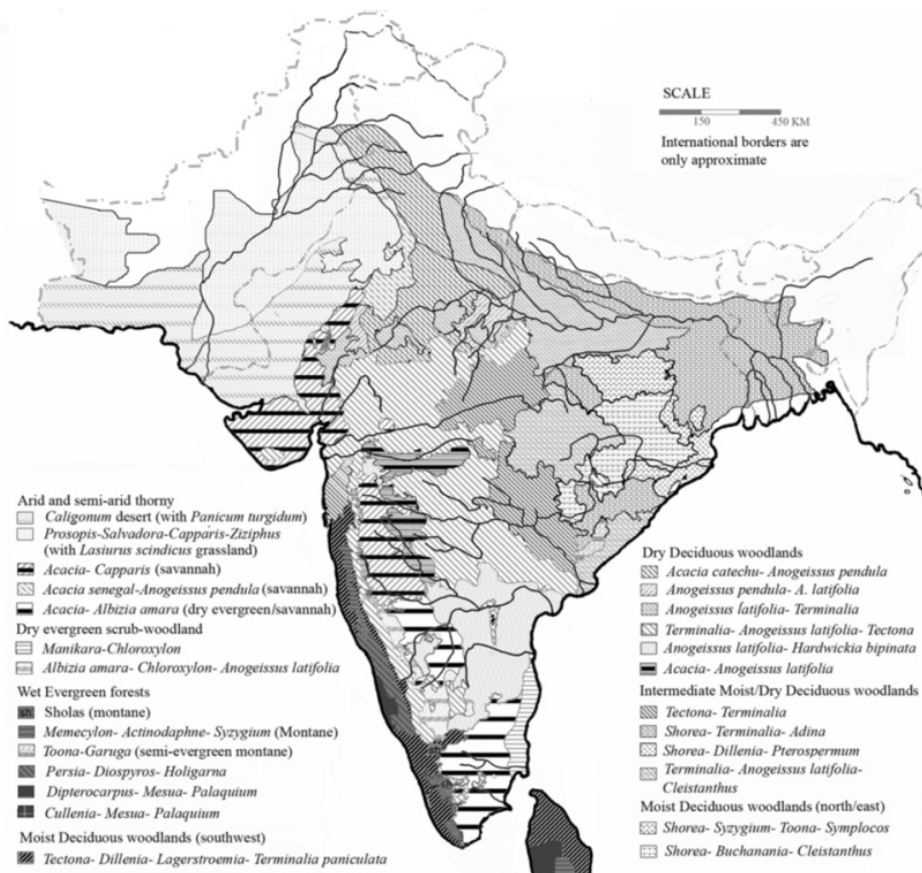 SCALE
150 450 KM
International borders are
only approximate
Arid and semi-arid thorny
Caligonum desert (with Panicum turgidum)
Prosopis-Salvadora-Capparis-Ziziphus
(with Lasiurus scindicus grassland)
Acacia- Capparis (savannah)
Acacia senegal-Anogeissus pendula (savannah)
Acacia- Albizia amara (dry evergreen/savannah)
Dry evergreen scrub-woodland
Manikara-Chloroxylon
Albizia amara- Chloroxylon- Anogeissus latifolia
Wet Evergreen forests
Sholas (montane)
Memecylon- Actinodaphne- Syzygium (Montane)
Toona-Garuga (semi-evergreen montane)
Persia- Diospyros- Holigarna
Dipterocarpus- Mesua- Palaquium
Cullenia- Mesua- Palaquium
Moist Deciduous woodlands (southwest)
Tectona- Dillenia- Lagerstroemia- Terminalia paniculata
Dry Deciduous woodlands
Acacia catechu- Anogeissus pendula
Anogeissus pendula- A. latifolia
Anogeissus latifolia- Terminalia
Terminalia- Anogeissus latifolia- Tectona
Anogeissus latifolia- Hardwickia bipinata
Acacia- Anogeissus latifolia
Intermediate Moist/Dry Deciduous woodlands
Tectona- Terminalia
Shorea- Terminalia- Adina
Shorea- Dillenia- Pterospermum
Terminalia- Anogeissus latifolia-
Cleistanthus
Moist Deciduous woodlands (north/east)
Shorea- Syzygium- Toona- Symplocos
Shorea- Buchanania- Cleistanthus